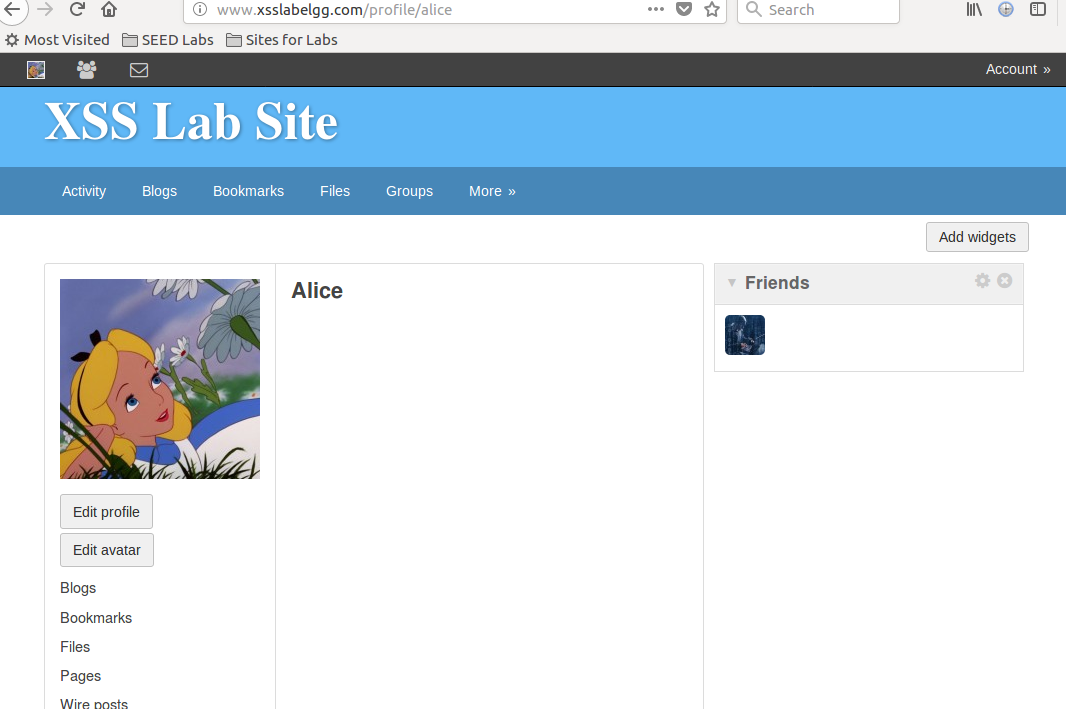 www.xsslabelgg.com/profile/alice
Search
Most Visited SEED Labs Sites for Labs
Account »
XSS Lab Site
Activity Blogs Bookmarks Files Groups More »
Add widgets
Alice
Friends
Edit profile
Edit avatar
Blogs
Bookmarks
Files
Pages
Wire posts